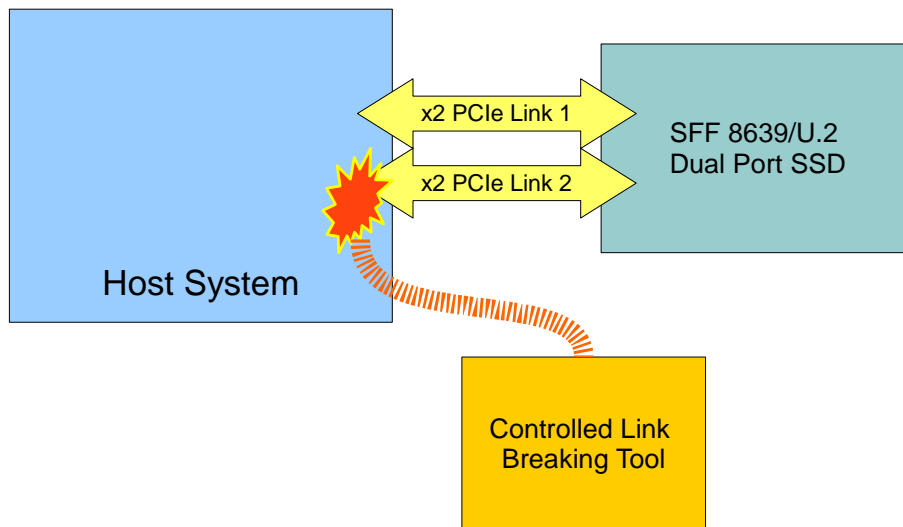 x2 PCIe Link 1
SFF 8639/U.2
Dual Port SSD
x2 PCIe Link 2
Host System
Controlled Link
Breaking Tool